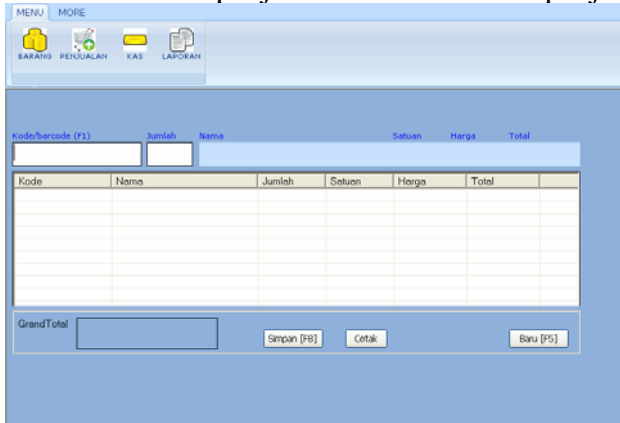 MENU MORE
BARANG PENJUALAN KAS LAPORAN
Kode/barcode (F1) Jumlah Nama Satuan Harga Total
Kode Nama Jumlah Satuan Harga Total
GrandTotal
Simpan [F8] Cetak Baru [F5]